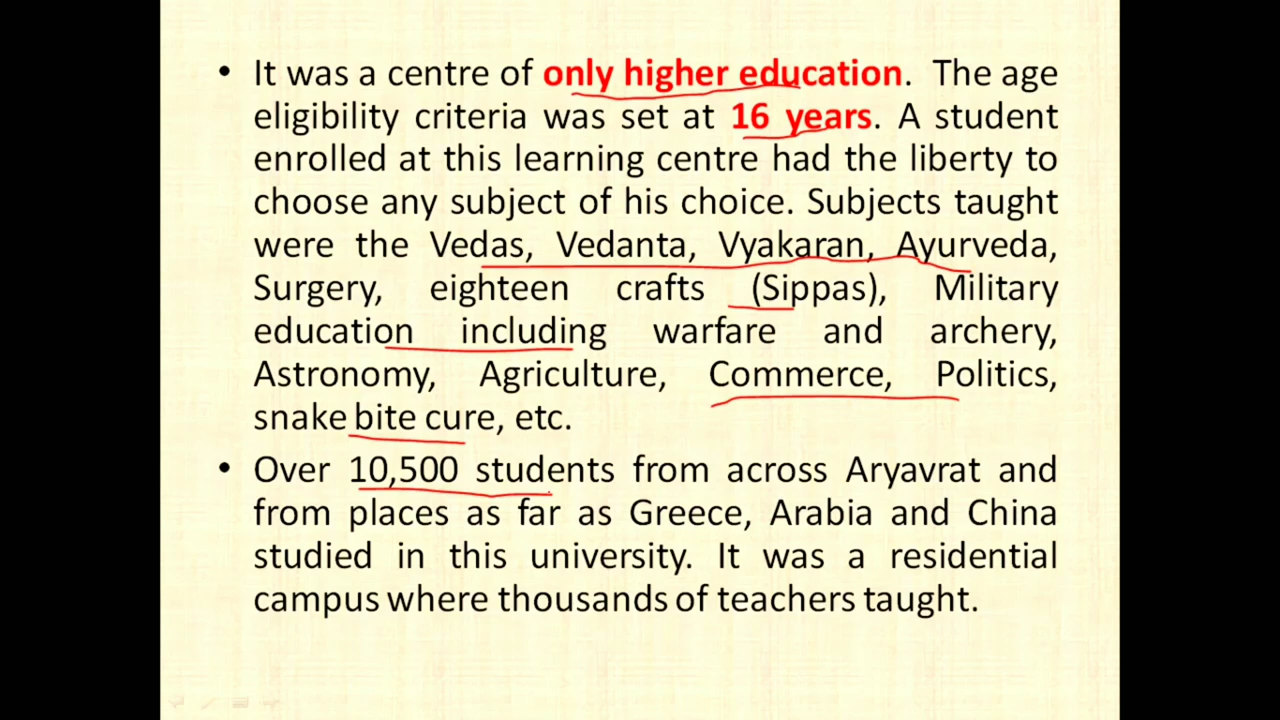 • It was a centre of only higher education. The age
eligibility criteria was set at 16 years. A student
enrolled at this learning centre had the liberty to
choose any subject of his choice. Subjects taught
were the Vedas, Vedanta, Vyakaran, Ayurveda,
Surgery, eighteen crafts (Sippas), Military
education including warfare and archery,
Astronomy, Agriculture, Commerce, Politics,
snake bite cure, etc.
• Over 10,500 students from across Aryavrat and
from places as far as Greece, Arabia and China
studied in this university. It was a residential
campus where thousands of teachers taught.